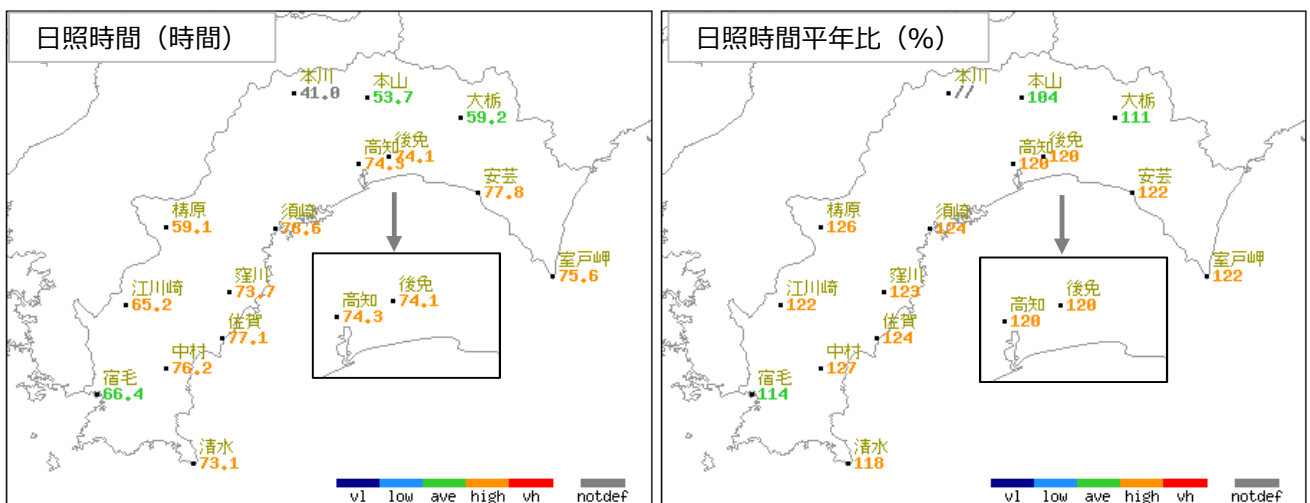 日照時間（時間）
本川
41.0
本山
53.7
大栃
59.2
高知
74.3
後免
74.1
安芸
77.8
梼原
59.1
須崎
76.6
室戸岬
75.6
江川崎
65.2
窪川
73.7
佐賀
77.1
中村
76.2
宿毛
66.4
清水
73.1
後免
74.1
高知
74.3
vl low ave high vh notdef
日照時間平年比（%）
本川
//
本山
104
大栃
111
高知
120
後免
120
安芸
122
梼原
126
須崎
124
室戸岬
122
江川崎
122
窪川
123
佐賀
124
中村
127
宿毛
114
清水
118
後免
120
高知
120
vl low ave high vh notdef